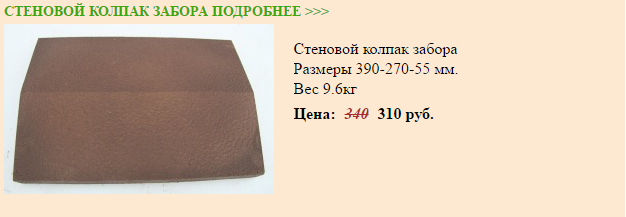 СТЕНОВОЙ КОЛПАК ЗАБОРА ПОДРОБНЕЕ >>>
Стеновой колпак забора
Размеры 390-270-55 мм.
Вес 9.6кг
Цена: 340 310 руб.